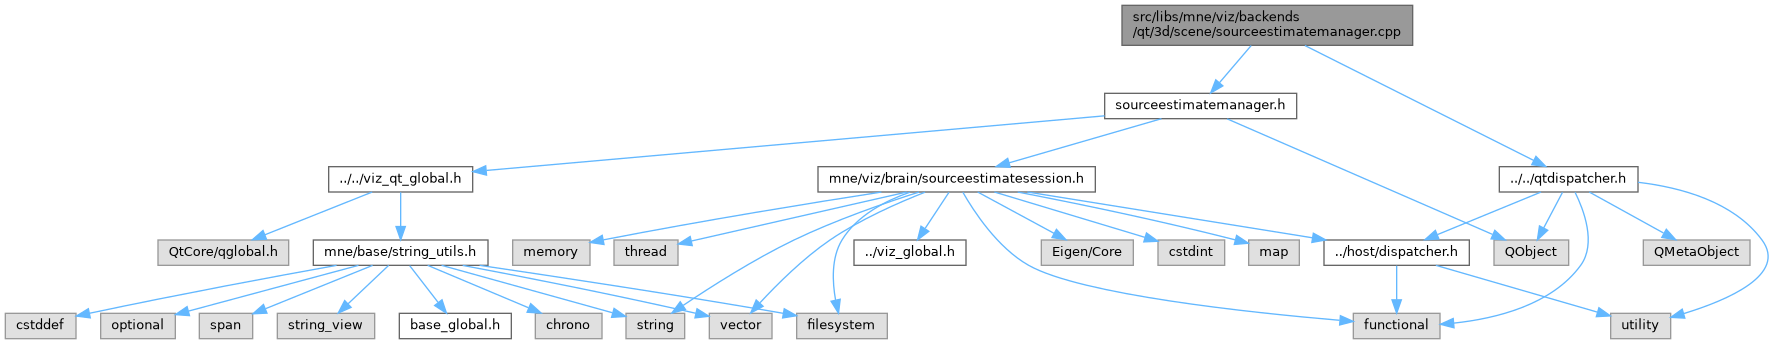 src/libs/mne/viz/backends
/qt/3d/scene/sourceestimatemanager.cpp
sourceestimatemanager.h
../../viz_qt_global.h
mne/viz/brain/sourceestimatesession.h
../../qtdispatcher.h
QtCore/qglobal.h
mne/base/string_utils.h
memory
thread
../viz_global.h
Eigen/Core
cstdint
map
../host/dispatcher.h
QObject
QMetaObject
cstddef
optional
span
string_view
base_global.h
chrono
string
vector
filesystem
functional
utility